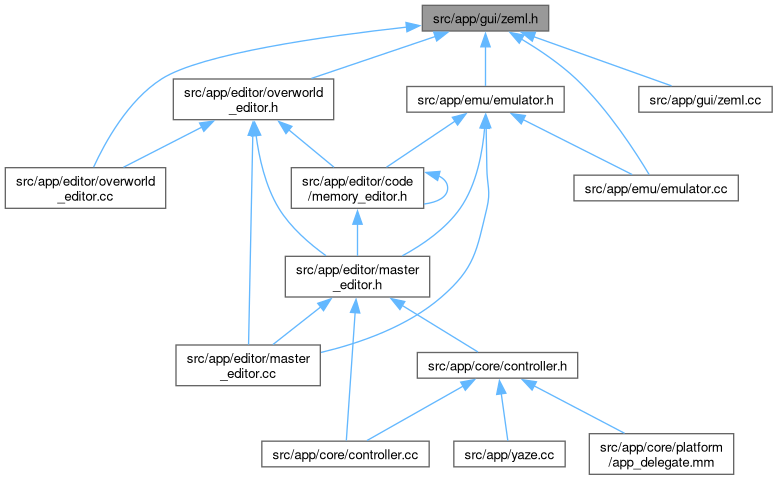 src/app/gui/zeml.h
src/app/editor/overworld
_editor.h
src/app/emu/emulator.h
src/app/gui/zeml.cc
src/app/editor/overworld
_editor.cc
src/app/editor/code
/memory_editor.h
src/app/emu/emulator.cc
src/app/editor/master
_editor.h
src/app/editor/master
_editor.cc
src/app/core/controller.h
src/app/core/controller.cc
src/app/yaze.cc
src/app/core/platform
/app_delegate.mm